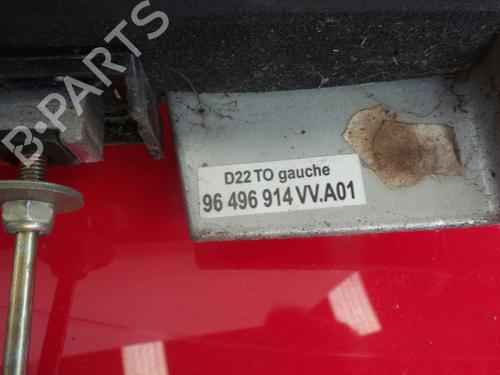 B-PARTS
D22 TO gauche
96 496 914 VV.A01